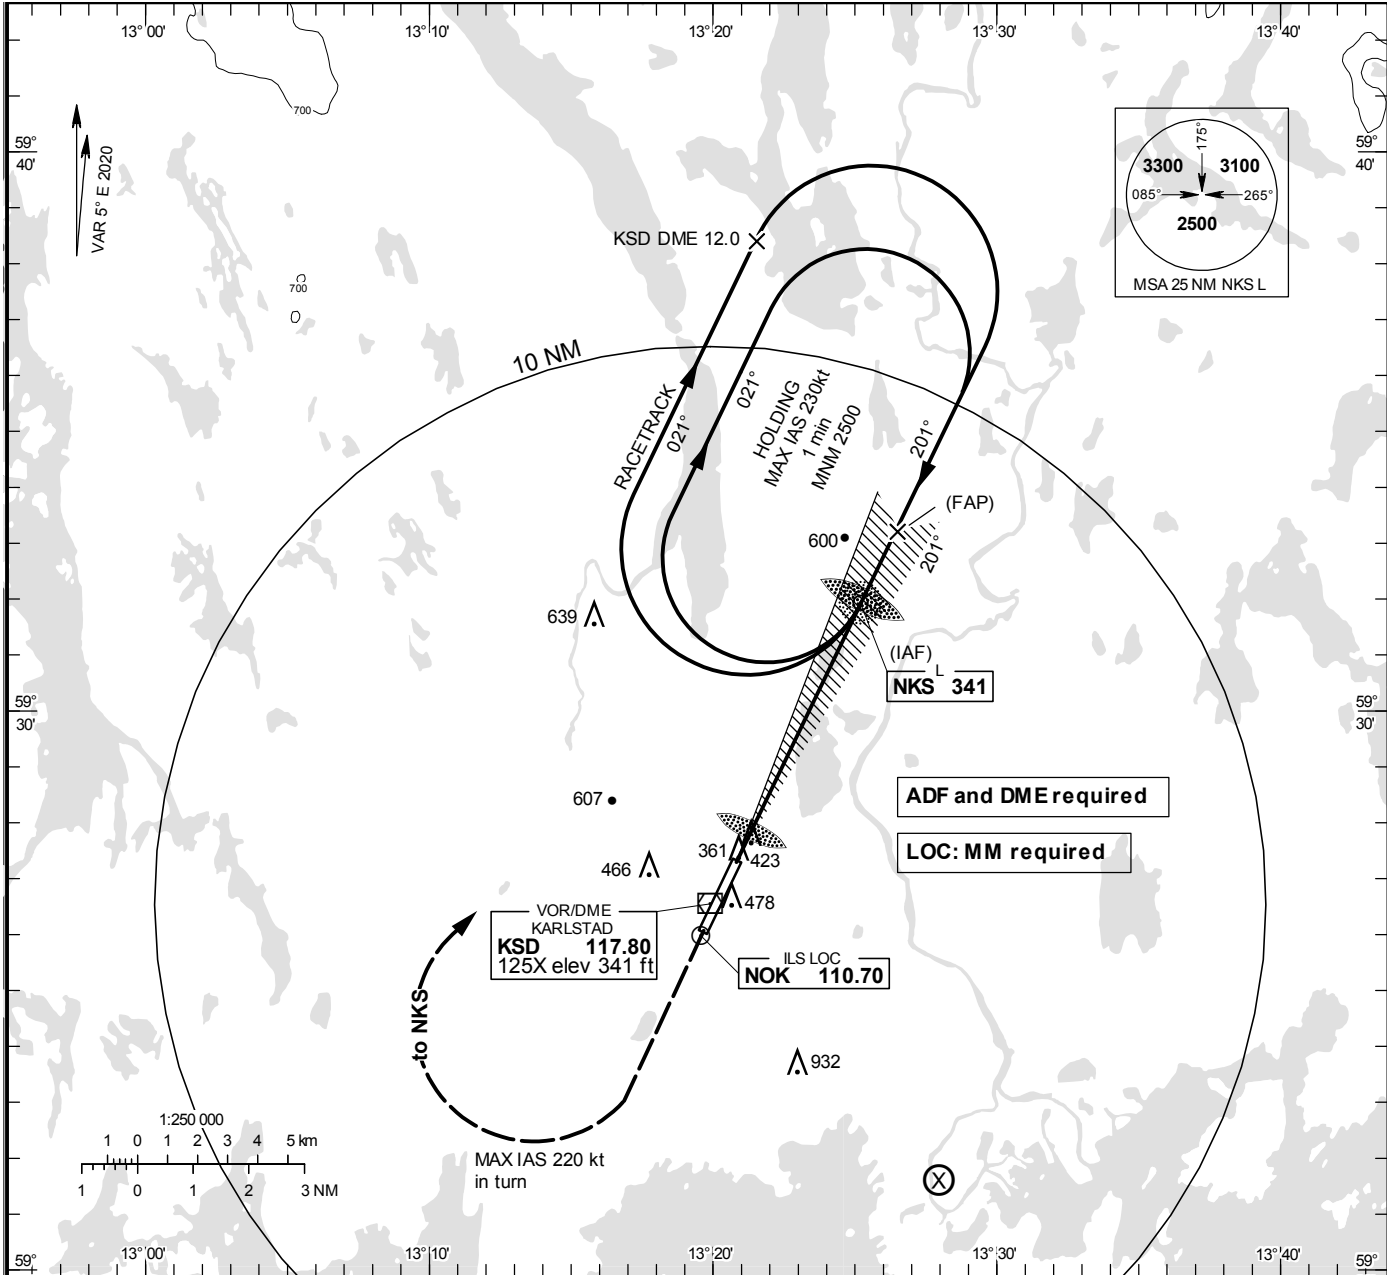 13° 00'
13° 10'
13° 20'
13° 30'
13° 40'
700
59°
40'
59°
40'
VAR 5° E 2020
175°
3300
3100
085°
265°
2500
MSA 25 NM NKS L
KSD DME 12.0
700
10 NM
RACETRACK
021°
021°
HOLDING
MAX IAS 230kt
1 min
MNM 2500
201°
(FAP)
201°
600
639
(IAF)
L
NKS 341
59°
30'
59°
30'
ADF and DME required
607
LOC: MM required
361
423
466
478
VOR/DME
KARLSTAD
KSD 117.80
125X elev 341 ft
ILS LOC
NOK 110.70
to NKS
932
1:250 000
1 0 1 2 3 4 5 km
1 0 1 2 3 NM
MAX IAS 220 kt
in turn
X
59°
13° 00'
13° 10'
13° 20'
13° 30'
13° 40'
59°